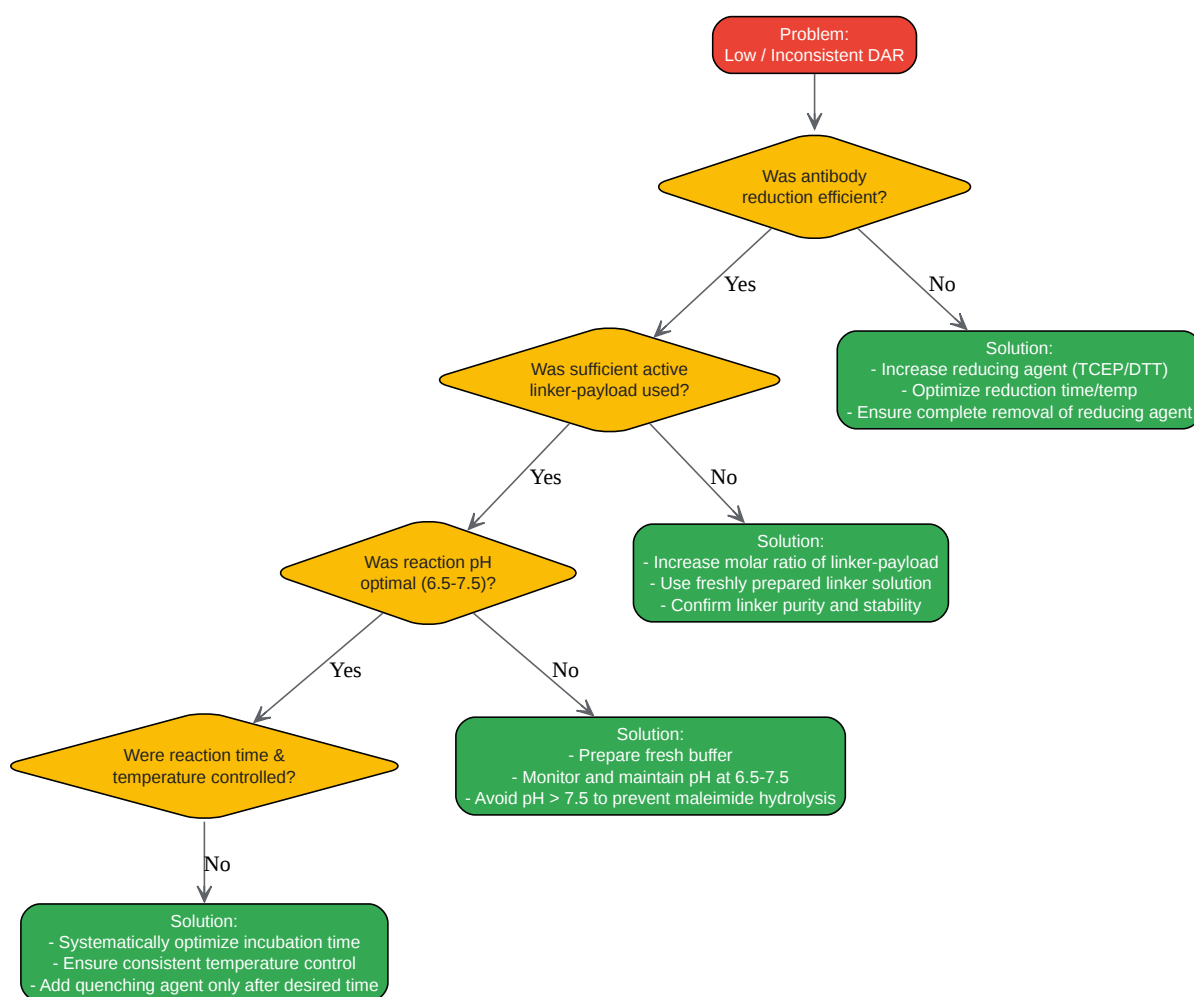 Problem:
Low / Inconsistent DAR
Was antibody
reduction efficient?
Yes
No
Was sufficient active
linker-payload used?
Solution:
- Increase reducing agent (TCEP/DTT)
- Optimize reduction time/temp
- Ensure complete removal of reducing agent
Yes
No
Was reaction pH
optimal (6.5-7.5)?
Solution:
- Increase molar ratio of linker-payload
- Use freshly prepared linker solution
- Confirm linker purity and stability
Yes
No
Were reaction time &
temperature controlled?
Solution:
- Prepare fresh buffer
- Monitor and maintain pH at 6.5-7.5
- Avoid pH > 7.5 to prevent maleimide hydrolysis
No
Solution:
- Systematically optimize incubation time
- Ensure consistent temperature control
- Add quenching agent only after desired time